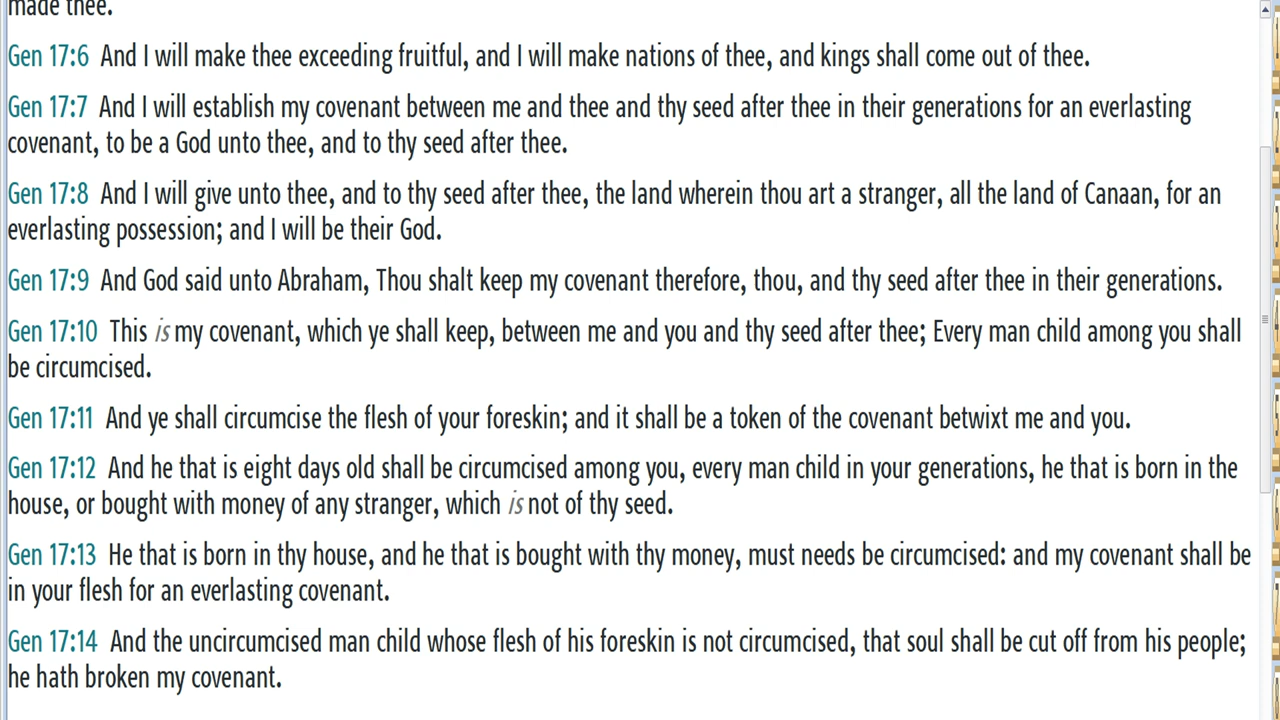 made thee.
Gen 17:6 And I will make thee exceeding fruitful, and I will make nations of thee, and kings shall come out of thee.
Gen 17:7 And I will establish my covenant between me and thee and thy seed after thee in their generations for an everlasting
covenant, to be a God unto thee, and to thy seed after thee.
Gen 17:8 And I will give unto thee, and to thy seed after thee, the land wherein thou art a stranger, all the land of Canaan, for an
everlasting possession; and I will be their God.
Gen 17:9 And God said unto Abraham, Thou shalt keep my covenant therefore, thou, and thy seed after thee in their generations.
Gen 17:10 This is my covenant, which ye shall keep, between me and you and thy seed after thee; Every man child among you shall
be circumcised.
Gen 17:11 And ye shall circumcise the flesh of your foreskin; and it shall be a token of the covenant betwixt me and you.
Gen 17:12 And he that is eight days old shall be circumcised among you, every man child in your generations, he that is born in the
house, or bought with money of any stranger, which is not of thy seed.
Gen 17:13 He that is born in thy house, and he that is bought with thy money, must needs be circumcised: and my covenant shall be
in your flesh for an everlasting covenant.
Gen 17:14 And the uncircumcised man child whose flesh of his foreskin is not circumcised, that soul shall be cut off from his people;
he hath broken my covenant.